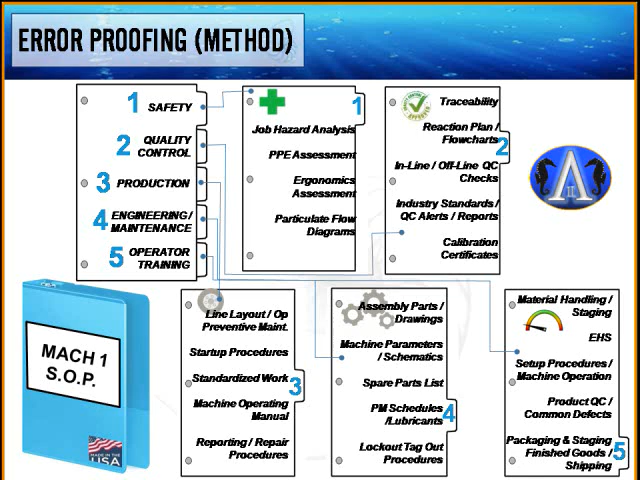 ERROR PROOFING (METHOD)
1 SAFETY
2 QUALITY
CONTROL
3 PRODUCTION
4 ENGINEERING /
MAINTENANCE
5 OPERATOR
TRAINING
1
Job Hazard Analysis
PPE Assessment
Ergonomics
Assessment
Particulate Flow
Diagrams
APPROVED
Traceability
Reaction Plan /
Flowcharts
2
In-Line / Off-Line QC
Checks
Industry Standards /
QC Alerts / Reports
Calibration
Certificates
A
II
MACH 1
S.O.P.
MADE IN THE
USA
Line Layout / Op
Preventive Maint.
Startup Procedures
Standardized Work
3
Machine Operating
Manual
Reporting / Repair
Procedures
Assembly Parts /
Drawings
Machine Parameters
/ Schematics
Spare Parts List
PM Schedules
/Lubricants
4
Lockout Tag Out
Procedures
Material Handling /
Staging
EHS
Setup Procedures /
Machine Operation
Product QC /
Common Defects
Packaging & Staging
Finished Goods /
Shipping
5